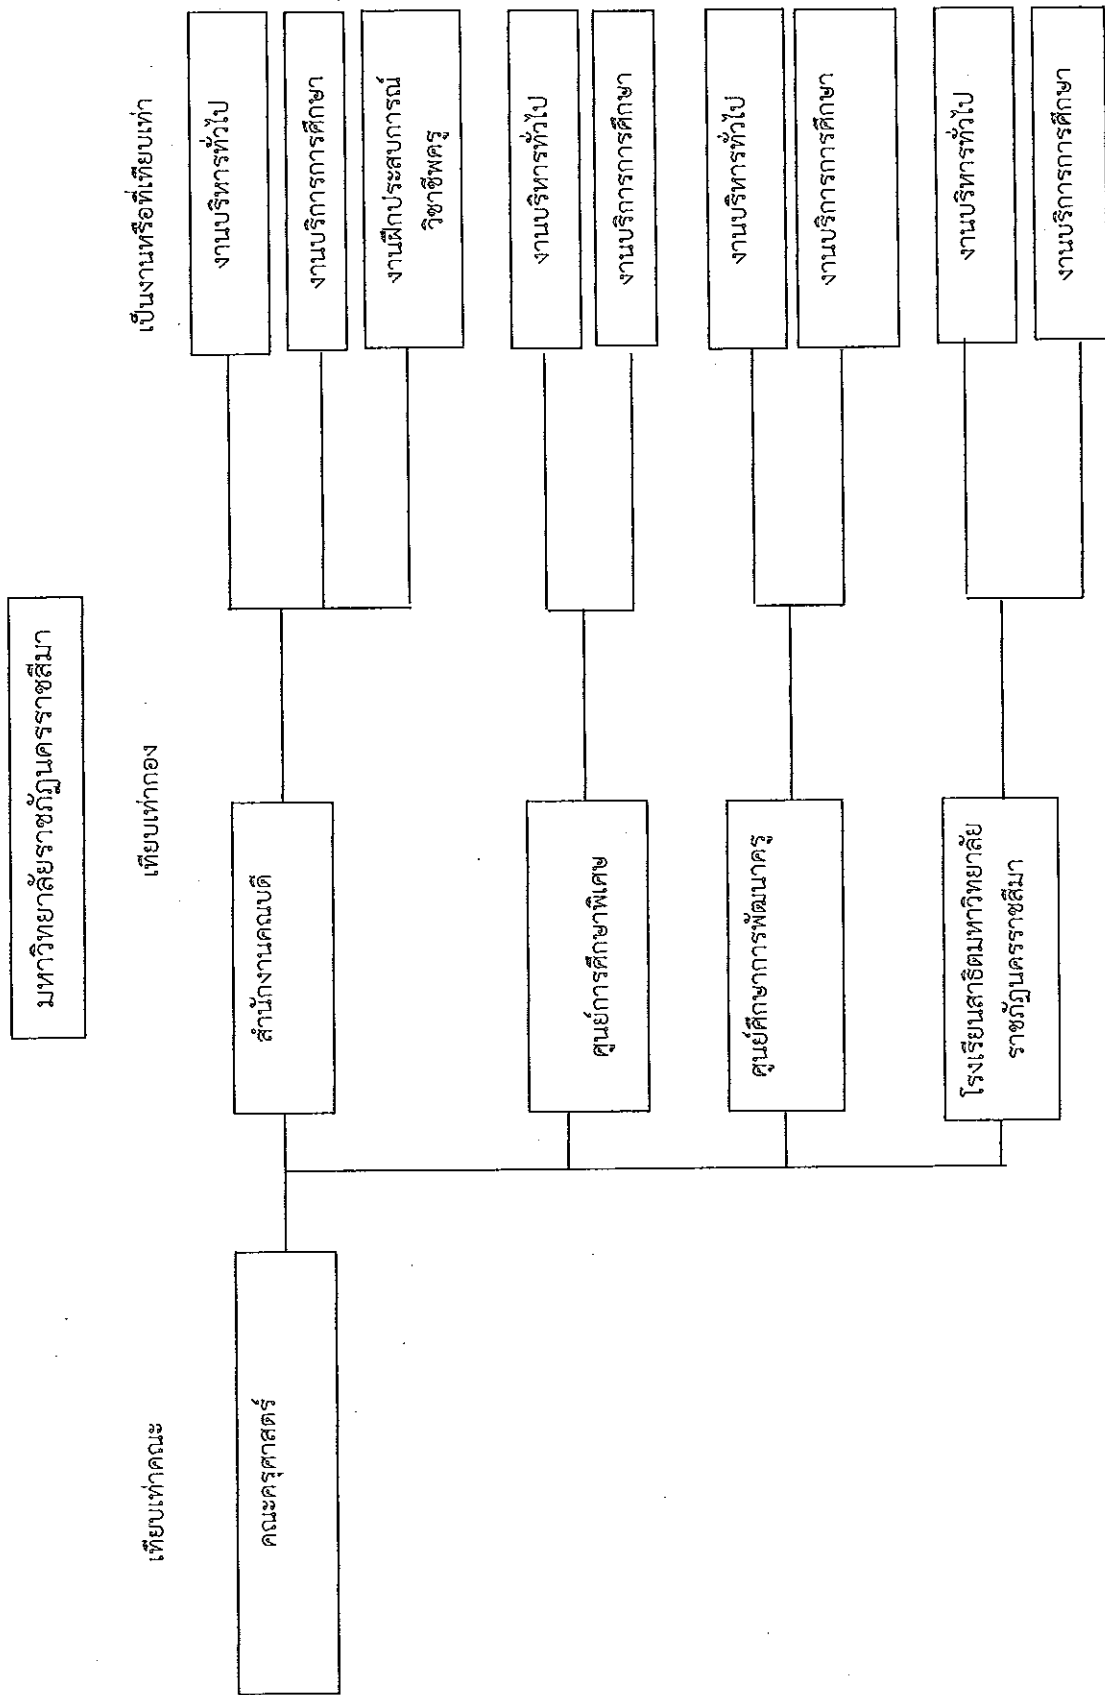 มหาวิทยาลัยราชภัฏนครราชสีมา
เทียบเท่าคณะ
เทียบเท่ากอง
เป็นงานหรือที่เทียบเท่า
คณะครุศาสตร์
สำนักงานคณบดี
งานบริหารทั่วไป
งานบริการการศึกษา
งานฝึกประสบการณ์
วิชาชีพครู
ศูนย์การศึกษาพิเศษ
งานบริหารทั่วไป
งานบริการการศึกษา
ศูนย์ศึกษาการพัฒนาครู
งานบริหารทั่วไป
งานบริการการศึกษา
โรงเรียนสาธิตมหาวิทยาลัย
ราชภัฏนครราชสีมา
งานบริหารทั่วไป
งานบริการการศึกษา